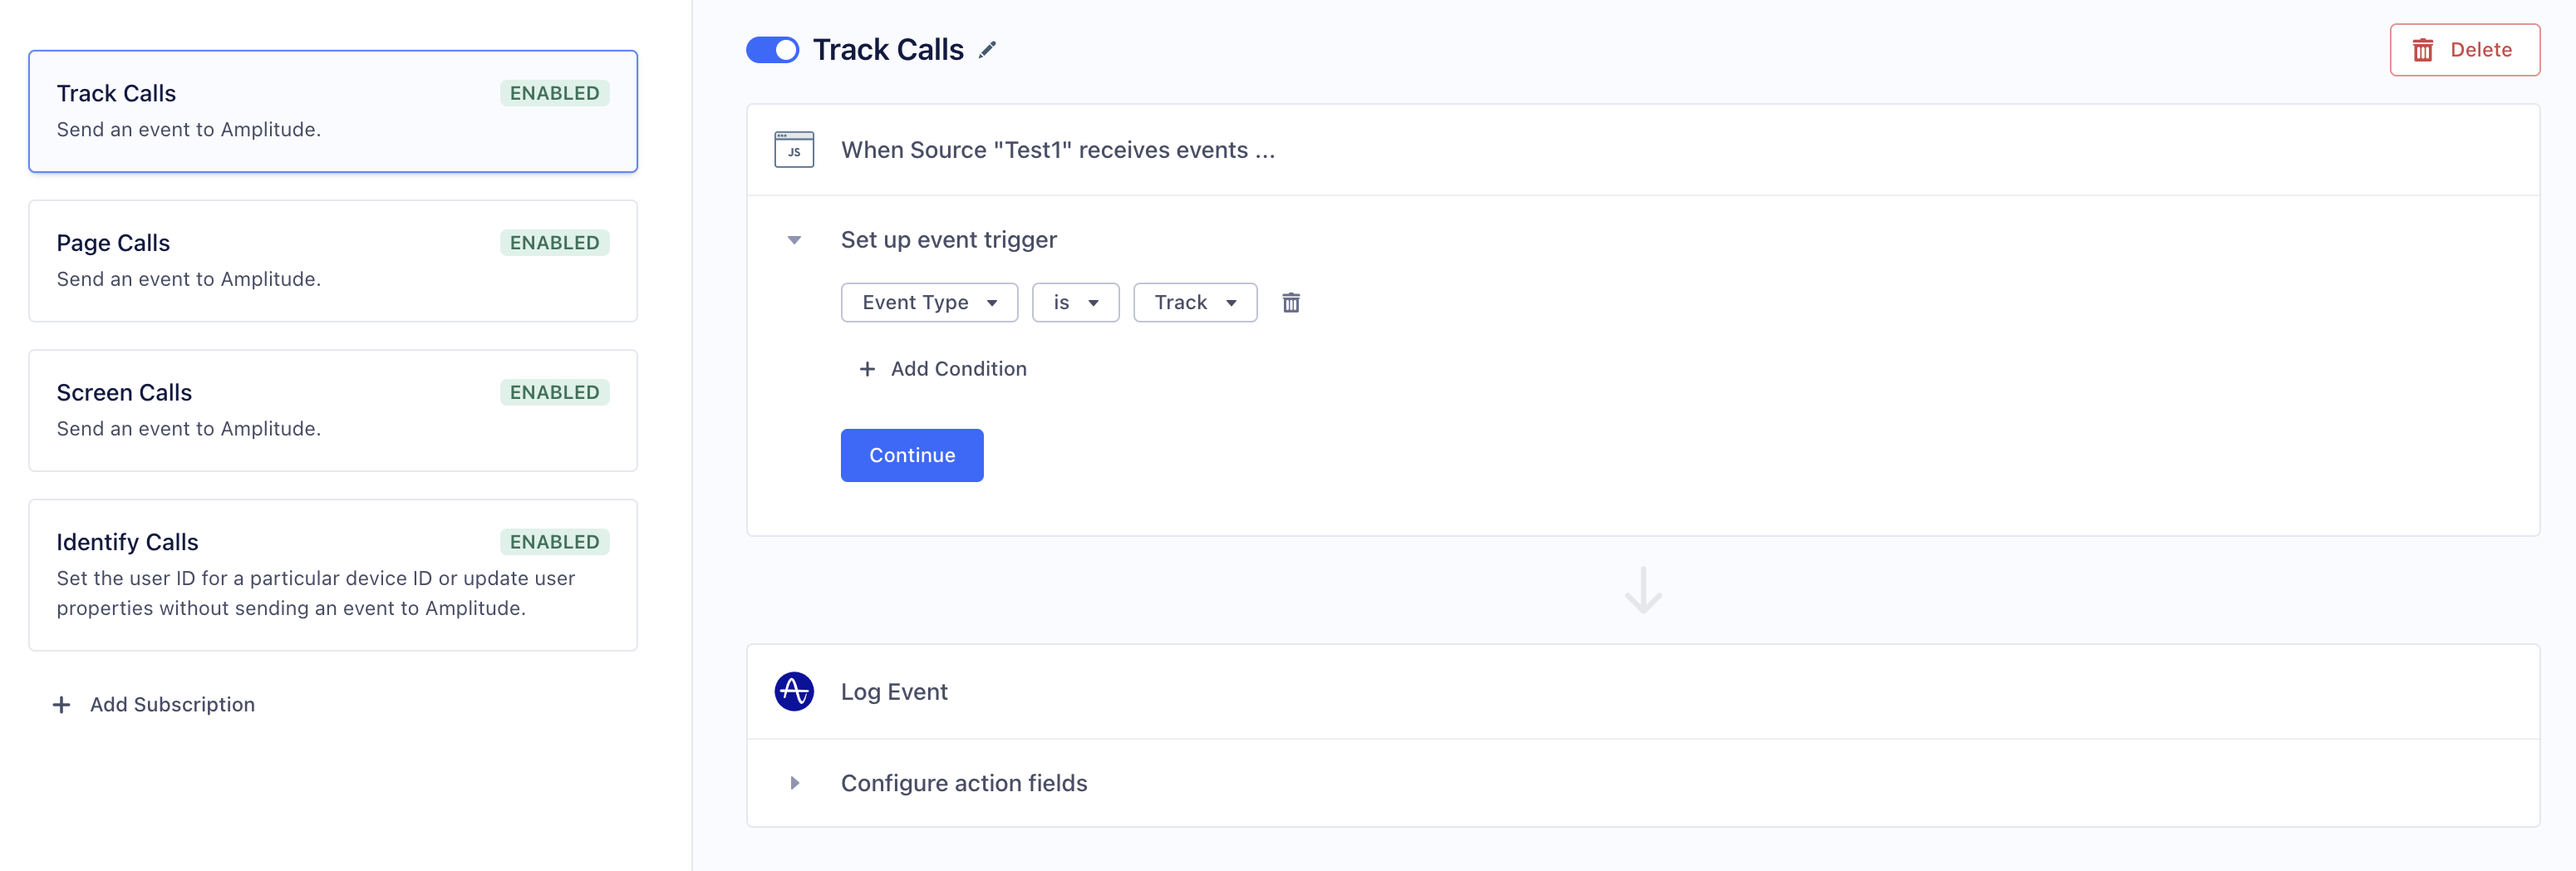 Track Calls
ENABLED
Send an event to Amplitude.
Page Calls
ENABLED
Send an event to Amplitude.
Screen Calls
ENABLED
Send an event to Amplitude.
Identify Calls
ENABLED
Set the user ID for a particular device ID or update user
properties without sending an event to Amplitude.
+ Add Subscription
Track Calls
Delete
JS
When Source "Test1" receives events ...
Set up event trigger
Event Type
is
Track
+ Add Condition
Continue
Log Event
Configure action fields